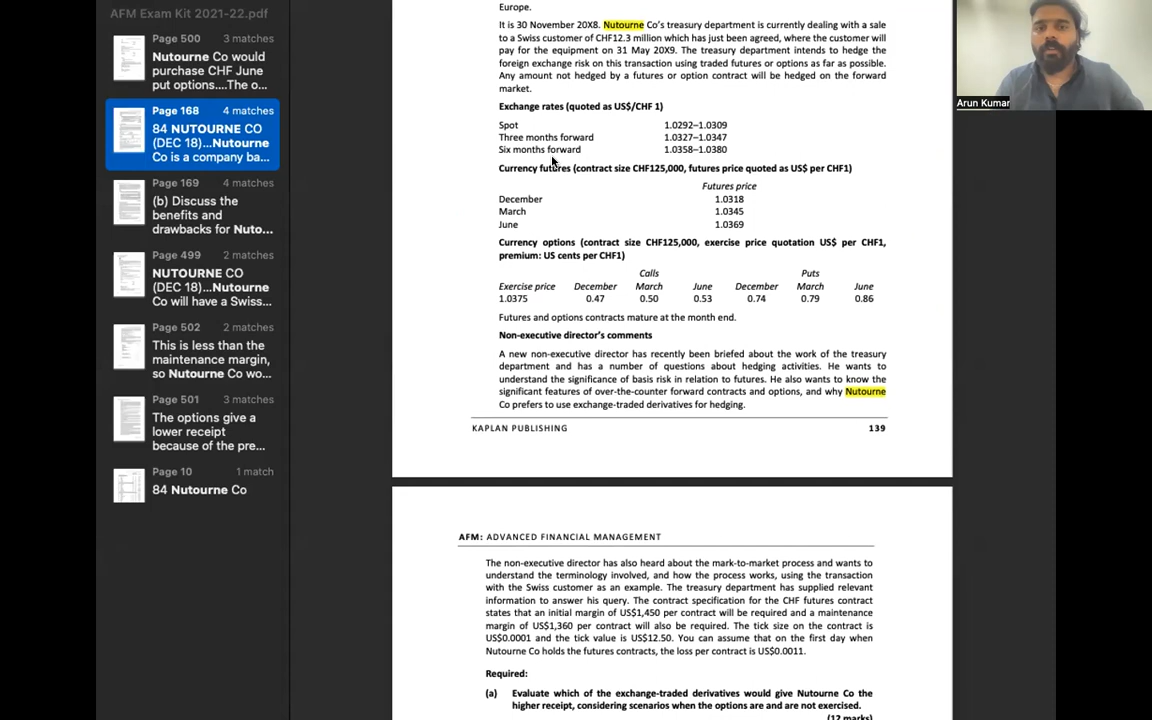 AFM Exam Kit 2021-22.pdf
Page 500 3 matches
Nutourne Co would
purchase CHF June
put options....The o...
Page 168 4 matches
84 NUTOURNE CO
(DEC 18)...Nutourne
Co is a company ba...
Page 169 4 matches
(b) Discuss the
benefits and
drawbacks for Nuto...
Page 499 2 matches
NUTOURNE CO
(DEC 18)...Nutourne
Co will have a Swiss...
Page 502 2 matches
This is less than the
maintenance margin,
so Nutourne Co wo...
Page 501 3 matches
The options give a
lower receipt
because of the pre...
Page 10 1 match
84 Nutourne Co
Europe.
It is 30 November 20X8. Nutourne Co's treasury department is currently dealing with a sale
to a Swiss customer of CHF12.3 million which has just been agreed, where the customer will
pay for the equipment on 31 May 20X9. The treasury department intends to hedge the
foreign exchange risk on this transaction using traded futures or options as far as possible.
Any amount not hedged by a futures or option contract will be hedged on the forward
market.
Exchange rates (quoted as US$/CHF 1)
Spot 1.0292–1.0309
Three months forward 1.0327–1.0347
Six months forward 1.0358–1.0380
Currency futures (contract size CHF125,000, futures price quoted as US$ per CHF1)
Futures price
December 1.0318
March 1.0345
June 1.0369
Currency options (contract size CHF125,000, exercise price quotation US$ per CHF1,
premium: US cents per CHF1)
Calls Puts
Exercise price December March June December March June
1.0375 0.47 0.50 0.53 0.74 0.79 0.86
Futures and options contracts mature at the month end.
Non-executive director's comments
A new non-executive director has recently been briefed about the work of the treasury
department and has a number of questions about hedging activities. He wants to
understand the significance of basis risk in relation to futures. He also wants to know the
significant features of over-the-counter forward contracts and options, and why Nutourne
Co prefers to use exchange-traded derivatives for hedging.
KAPLAN PUBLISHING 139
AFM: ADVANCED FINANCIAL MANAGEMENT
The non-executive director has also heard about the mark-to-market process and wants to
understand the terminology involved, and how the process works, using the transaction
with the Swiss customer as an example. The treasury department has supplied relevant
information to answer his query. The contract specification for the CHF futures contract
states that an initial margin of US$1,450 per contract will be required and a maintenance
margin of US$1,360 per contract will also be required. The tick size on the contract is
US$0.0001 and the tick value is US$12.50. You can assume that on the first day when
Nutourne Co holds the futures contracts, the loss per contract is US$0.0011.
Required:
(a) Evaluate which of the exchange-traded derivatives would give Nutourne Co the
higher receipt, considering scenarios when the options are and are not exercised.
(12 marks)
Arun Kumar